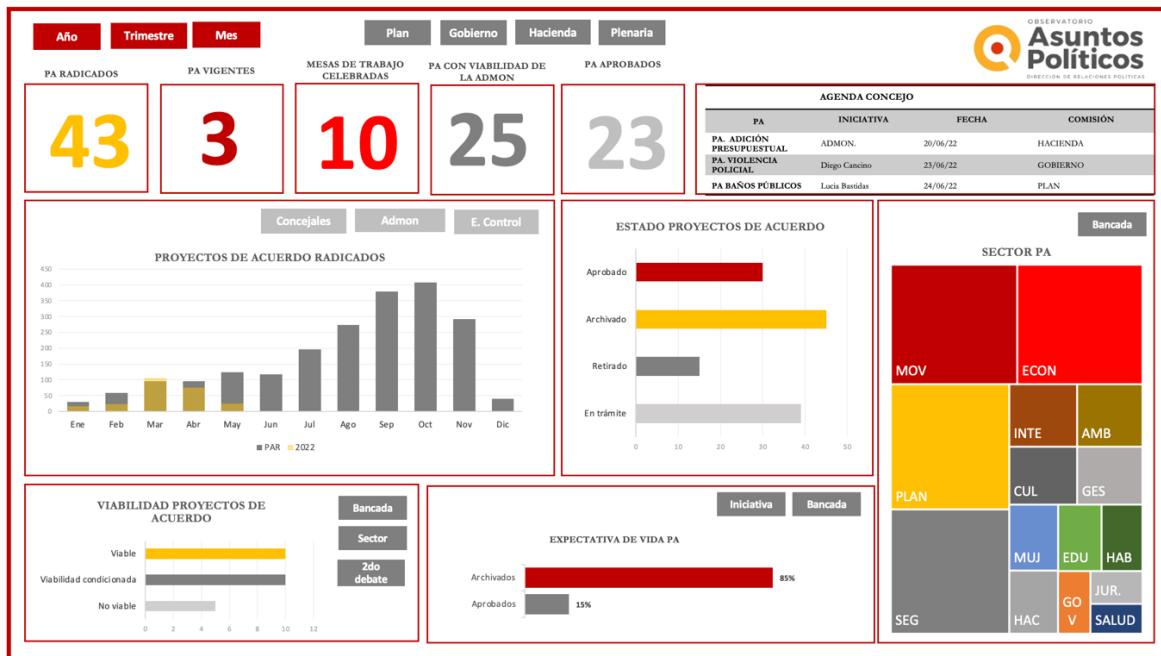 Año
Trimestre
Mes
Plan
Gobierno
Hacienda
Plenaria
OBSERVATORIO
Asuntos
Políticos
DIRECCIÓN DE RELACIONES POLÍTICAS
PA RADICADOS
43
PA VIGENTES
3
MESAS DE TRABAJO
CELEBRADAS
10
PA CON VIABILIDAD DE
LA ADMON
25
PA APROBADOS
23
AGENDA CONCEJO
PA INICIATIVA FECHA COMISIÓN
PA. ADICIÓN
PRESUPUESTUAL ADMON. 20/06/22 HACIENDA
PA. VIOLENCIA
POLICIAL Diego Cancino 23/06/22 GOBIERNO
PA BAÑOS PÚBLICOS Lucia Bastidas 24/06/22 PLAN
Concejales
Admon
E. Control
PROYECTOS DE ACUERDO RADICADOS
450
400
350
300
250
200
150
100
50
0
Ene Feb Mar Abr May Jun Jul Ago Sep Oct Nov Dic
PAR 2022
ESTADO PROYECTOS DE ACUERDO
Aprobado
Archivado
Retirado
En trámite
0 10 20 30 40 50
Bancada
SECTOR PA
MOV
ECON
PLAN
INTE
AMB
CUL
GES
SEG
MUJ
EDU
HAB
HAC
GO
V
JUR.
SALUD
VIABILIDAD PROYECTOS DE
ACUERDO
Bancada
Sector
2do
debate
Viable
Viabilidad condicionada
No viable
0 2 4 6 8 10 12
Iniciativa
Bancada
EXPECTATIVA DE VIDA PA
Archivados 85%
Aprobados 15%